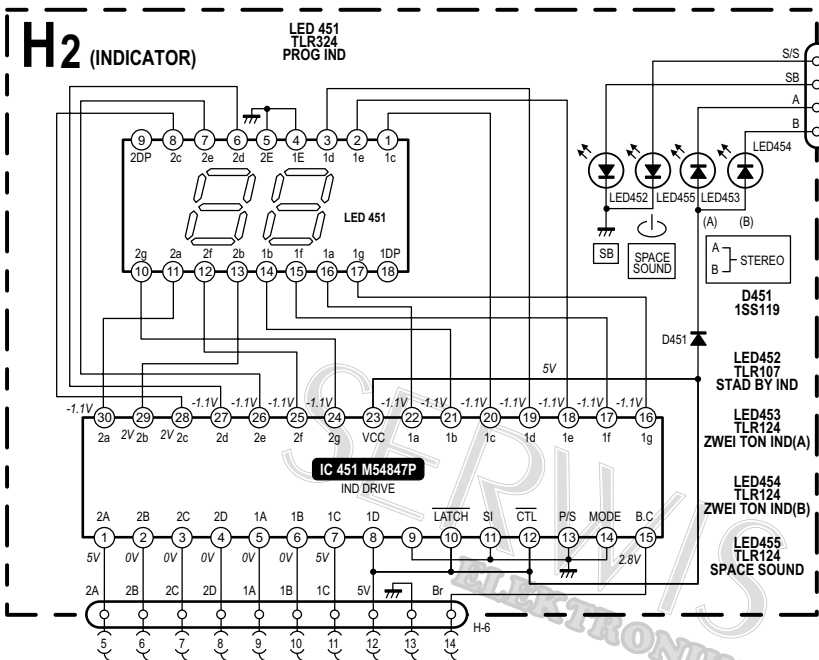 H2 (INDICATOR)
LED 451
TLR324
PROG IND
S/S
SB
A
B
9 8 7 6 5 4 3 2 1
2DP 2c 2e 2d 2E 1E 1d 1e 1c
LED 451
2g 2a 2f 2b 1b 1f 1a 1g 1DP
10 11 12 13 14 15 16 17 18
LED454
LED452 LED455 LED453
(A) (B)
SB
SPACE
SOUND
A
B
STEREO
D451
1SS119
D451
5V
LED452
TLR107
STAD BY IND
LED453
TLR124
ZWEI TON IND(A)
LED454
TLR124
ZWEI TON IND(B)
LED455
TLR124
SPACE SOUND
-1.1V 2V 2V -1.1V -1.1V -1.1V -1.1V -1.1V -1.1V -1.1V -1.1V -1.1V -1.1V -1.1V
30 29 28 27 26 25 24 23 22 21 20 19 18 17 16
2a 2b 2c 2d 2e 2f 2g VCC 1a 1b 1c 1d 1e 1f 1g
IC 451 M54847P
IND DRIVE
2A 2B 2C 2D 1A 1B 1C 1D LATCH SI CTL P/S MODE B.C
1 2 3 4 5 6 7 8 9 10 11 12 13 14 15
5V 0V 0V 0V 0V 0V 5V 2.8V
2A 2B 2C 2D 1A 1B 1C 5V Br
H-6
5 6 7 8 9 10 11 12 13 14
SERWIS
ELEKTRONIK